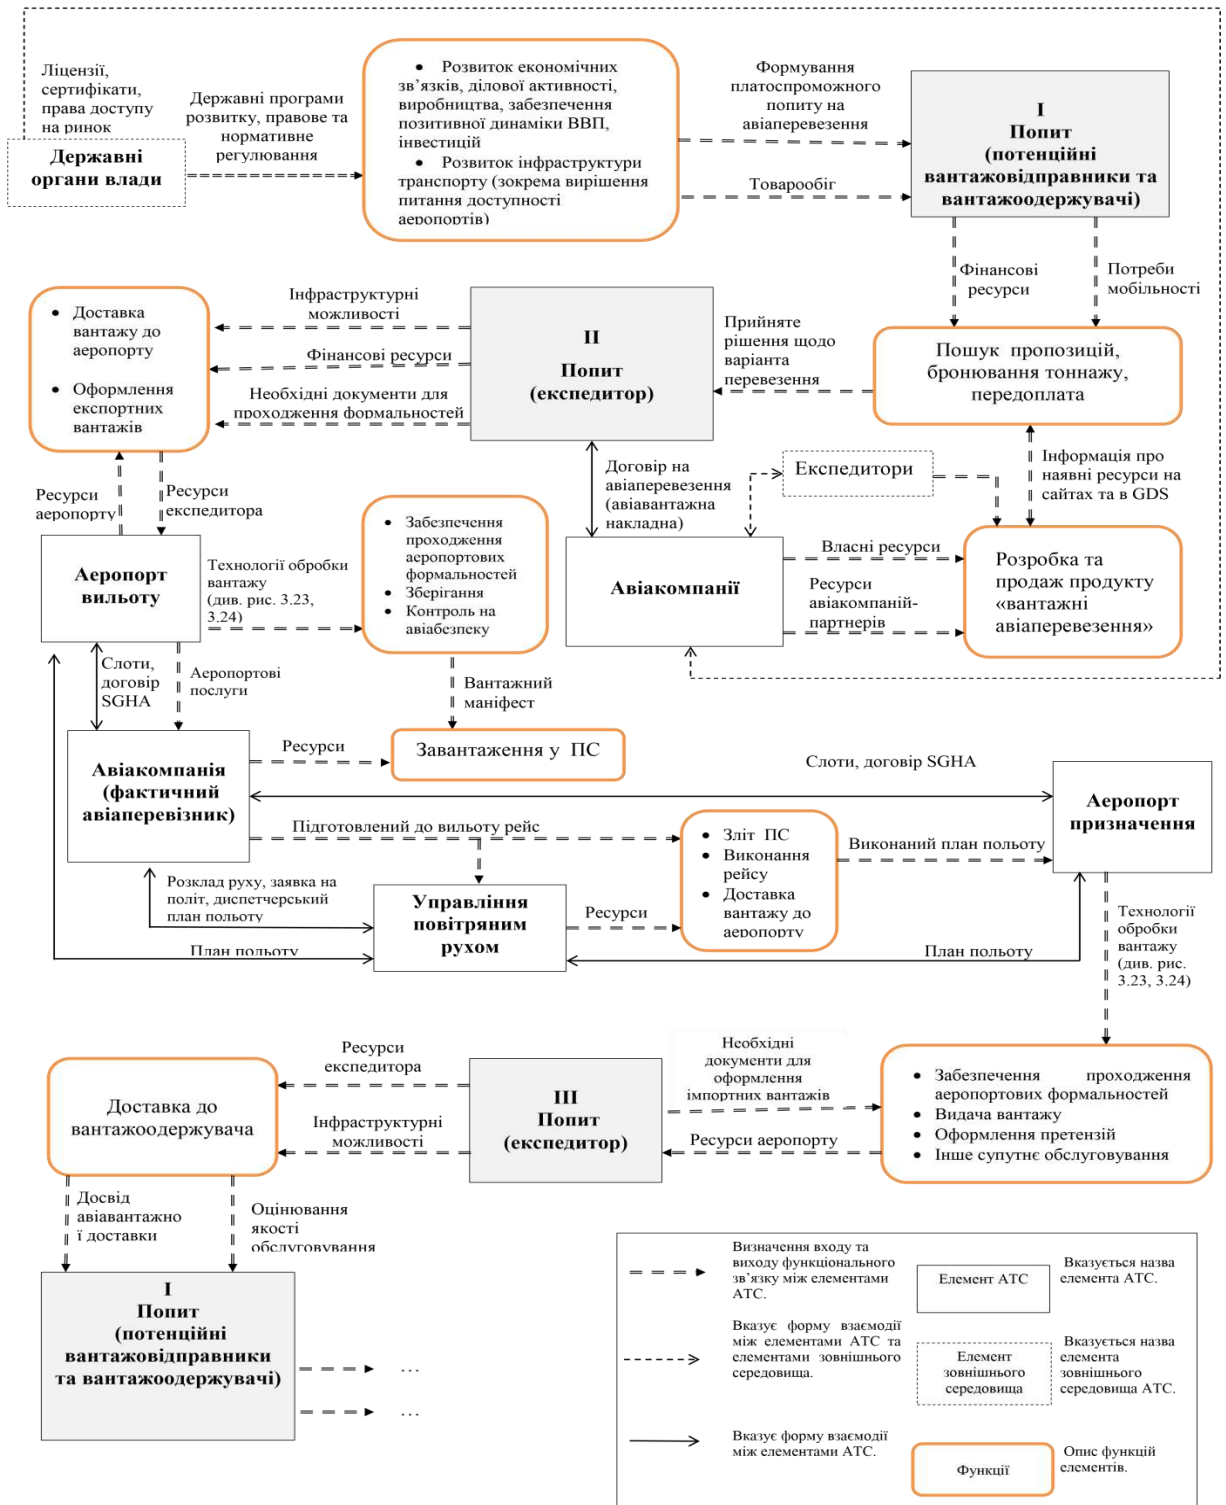 Ліцензії,
сертифікати,
права доступу
на ринок
Державні
органи влади
Державні програми
розвитку, правове та
нормативне
регулювання
• Розвиток економічних
зв’язків, ділової активності,
виробництва, забезпечення
позитивної динаміки ВВП,
інвестицій
• Розвиток інфраструктури
транспорту (зокрема вирішення
питання доступності
аеропортів)
Формування
платоспроможного
попиту на
авіаперевезення
Товарообіг
I
Попит
(потенційні
вантажовідправники та
вантажоодержувачі)
Фінансові
ресурси
Потреби
мобільності
• Доставка
вантажу до
аеропорту
• Оформлення
експортних
вантажів
Інфраструктурні
можливості
Фінансові ресурси
Необхідні документи для
проходження формальностей
II
Попит
(експедитор)
Прийняте
рішення щодо
варіанта
перевезення
Пошук пропозицій,
бронювання тоннажу,
передоплата
Ресурси
аеропорту
Ресурси
експедитора
Договір на
авіаперевезення
(авіавантажна
накладна)
Експедитори
Інформація про
наявні ресурси на
сайтах та в GDS
Аеропорт
вильоту
Технології обробки
вантажу
(див. рис. 3.23,
3.24)
• Забезпечення
проходження
аеропортових
формальностей
• Зберігання
• Контроль на
авіабезпеку
Авіакомпанії
Власні ресурси
Ресурси
авіакомпаній-
партнерів
Розробка та
продаж продукту
«вантажні
авіаперевезення»
Слоти,
договір
SGHA
Аеропортові
послуги
Вантажний
маніфест
Авіакомпанія
(фактичний
авіаперевізник)
Ресурси
Завантаження у ПС
Слоти, договір SGHA
Аеропорт
призначення
Підготовлений до вильоту рейс
• Зліт ПС
• Виконання
рейсу
• Доставка
вантажу до
аеропорту
Виконаний план польоту
Розклад руху, заявка на
політ, диспетчерський
план польоту
Управління
повітряним
рухом
Ресурси
План польоту
План польоту
Технології
обробки
вантажу
(див. рис.
3.23, 3.24)
Доставка до
вантажоодержувача
Ресурси
експедитора
Інфраструктурні
можливості
III
Попит
(експедитор)
Необхідні
документи для
оформлення
імпортних вантажів
Ресурси аеропорту
• Забезпечення проходження
аеропортових формальностей
• Видача вантажу
• Оформлення претензій
• Інше супутнє обслуговування
Досвід
авіавантажно
ї доставки
Оцінювання
якості
обслуговування
I
Попит
(потенційні
вантажовідправники
та вантажоодержувачі)
...
...
Визначення входу та
виходу функціонального
зв’язку між елементами
АТС.
Елемент АТС
Вказується назва
елемента АТС.
Вказує форму взаємодії
між елементами АТС та
елементами зовнішнього
середовища.
Елемент
зовнішнього
середовища
Вказується назва
елемента
зовнішнього
середовища АТС.
Вказує форму взаємодії
між елементами АТС.
Функції
Опис функцій
елементів.